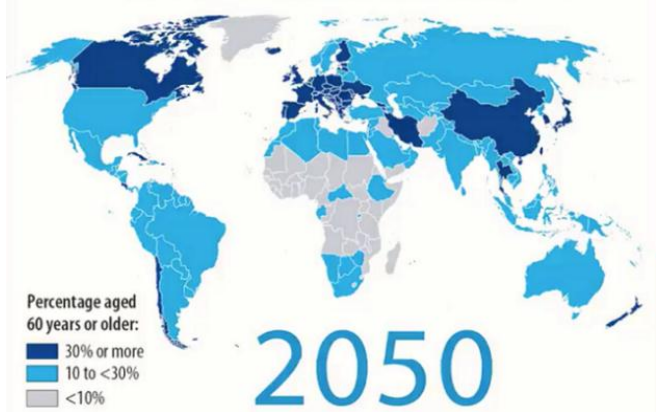 Percentage aged
60 years or older:
30% or more
10 to <30%
<10%
2050